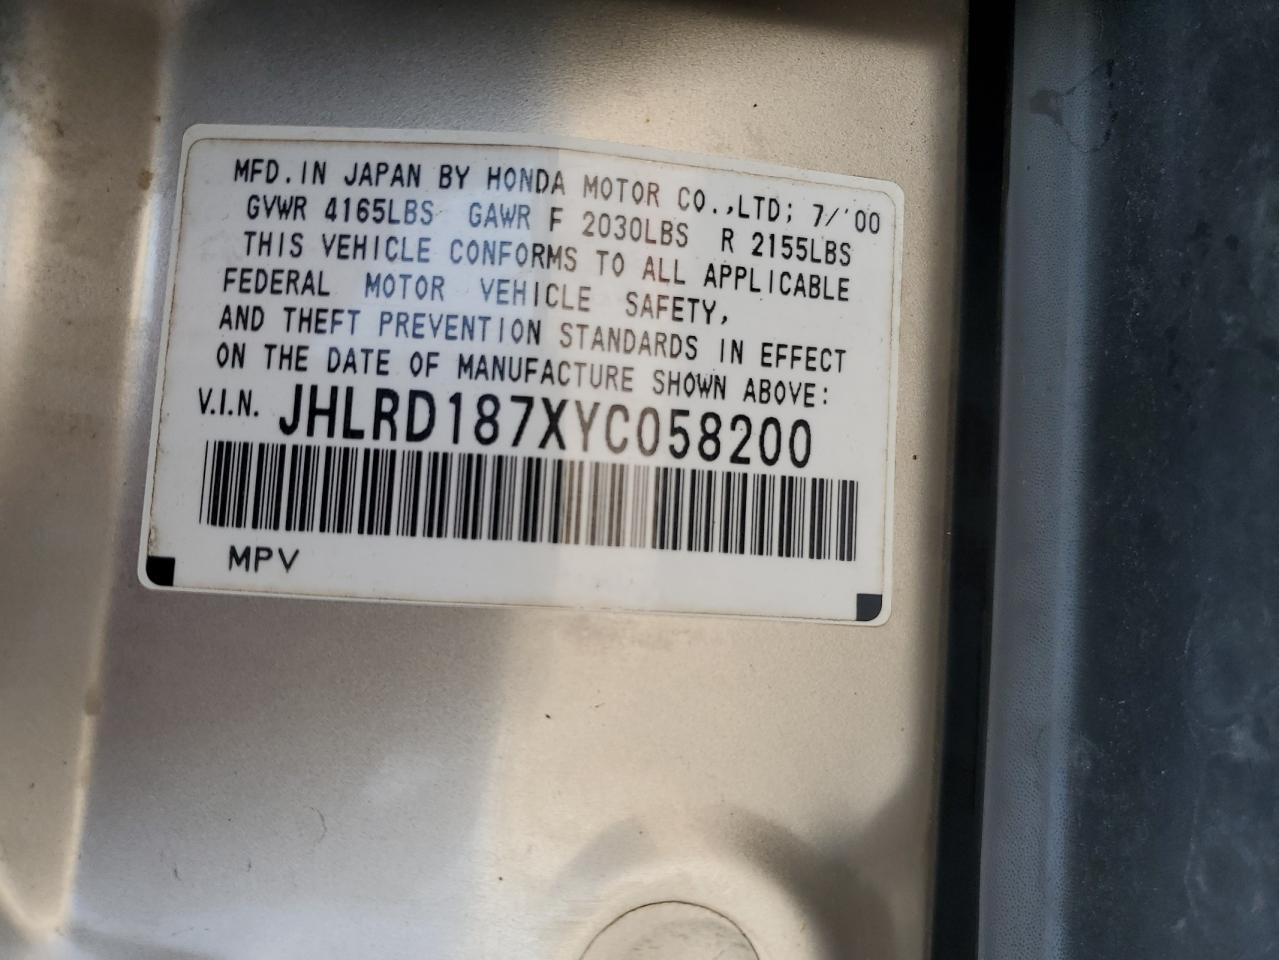 MFD.IN JAPAN BY HONDA MOTOR CO.,LTD; 7/'00
GVWR 4165LBS GAWR F 2030LBS R 2155LBS
THIS VEHICLE CONFORMS TO ALL APPLICABLE
FEDERAL MOTOR VEHICLE SAFETY,
AND THEFT PREVENTION STANDARDS IN EFFECT
ON THE DATE OF MANUFACTURE SHOWN ABOVE:
V.I.N. JHLRD187XYC058200
MPV